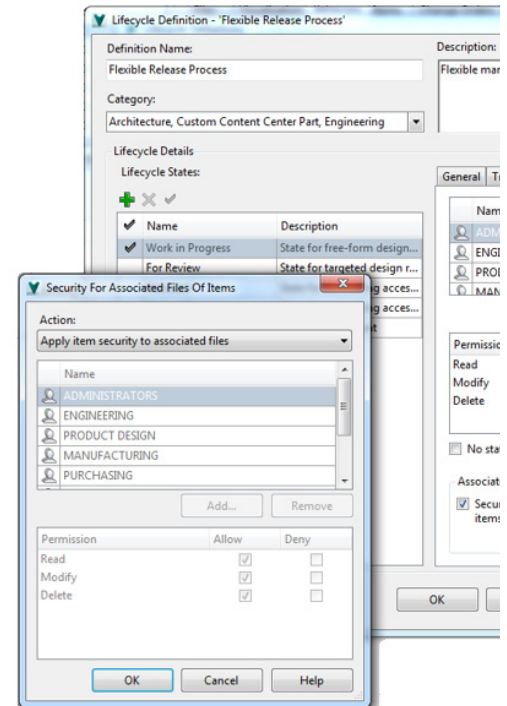 Lifecycle Definition - 'Flexible Release Process'
Definition Name:
Description:
Flexible Release Process
Flexible mar
Category:
Architecture, Custom Content Center Part, Engineering
Lifecycle Details
Lifecycle States:
General
Name Description
Work in Progress State for free-form design...
For Review State for targeted design r...
g acces...
g acces...
Nam
ADM
ENGI
PROD
MAN
Permissio
Read
Modify
Delete
No sta
Associat
Secur
items
OK
Security For Associated Files Of Items
Action:
Apply item security to associated files
Name
ADMINISTRATORS
ENGINEERING
PRODUCT DESIGN
MANUFACTURING
PURCHASING
Add... Remove
Permission Allow Deny
Read
Modify
Delete
OK Cancel Help